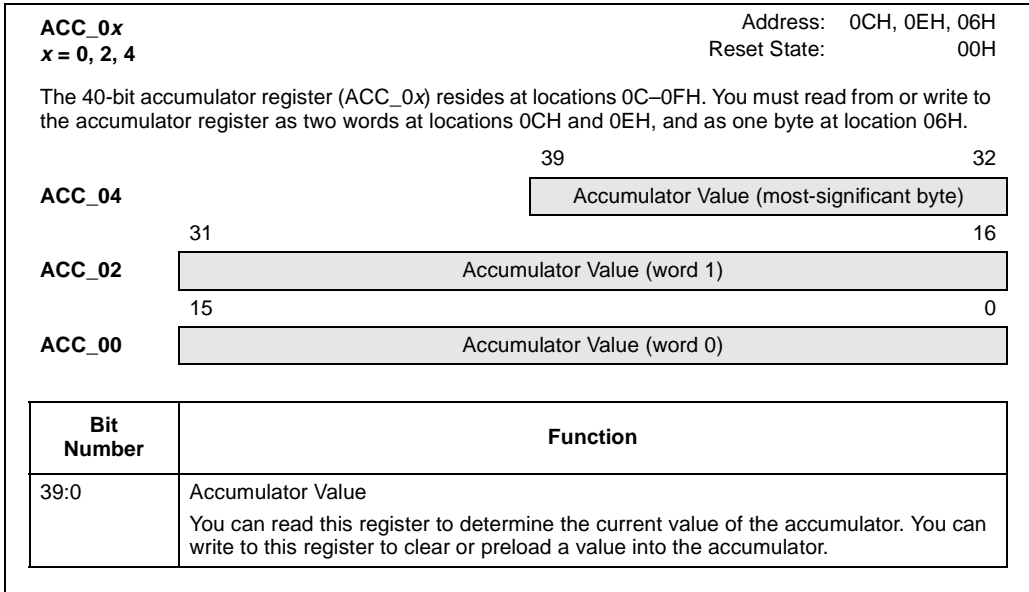 ACC_0x
x = 0, 2, 4
Address: 0CH, 0EH, 06H
Reset State: 00H
The 40-bit accumulator register (ACC_0x) resides at locations 0C–0FH. You must read from or write to
the accumulator register as two words at locations 0CH and 0EH, and as one byte at location 06H.
39 32
ACC_04 Accumulator Value (most-significant byte)
31 16
ACC_02 Accumulator Value (word 1)
15 0
ACC_00 Accumulator Value (word 0)
Bit
Number
Function
39:0 Accumulator Value
You can read this register to determine the current value of the accumulator. You can
write to this register to clear or preload a value into the accumulator.